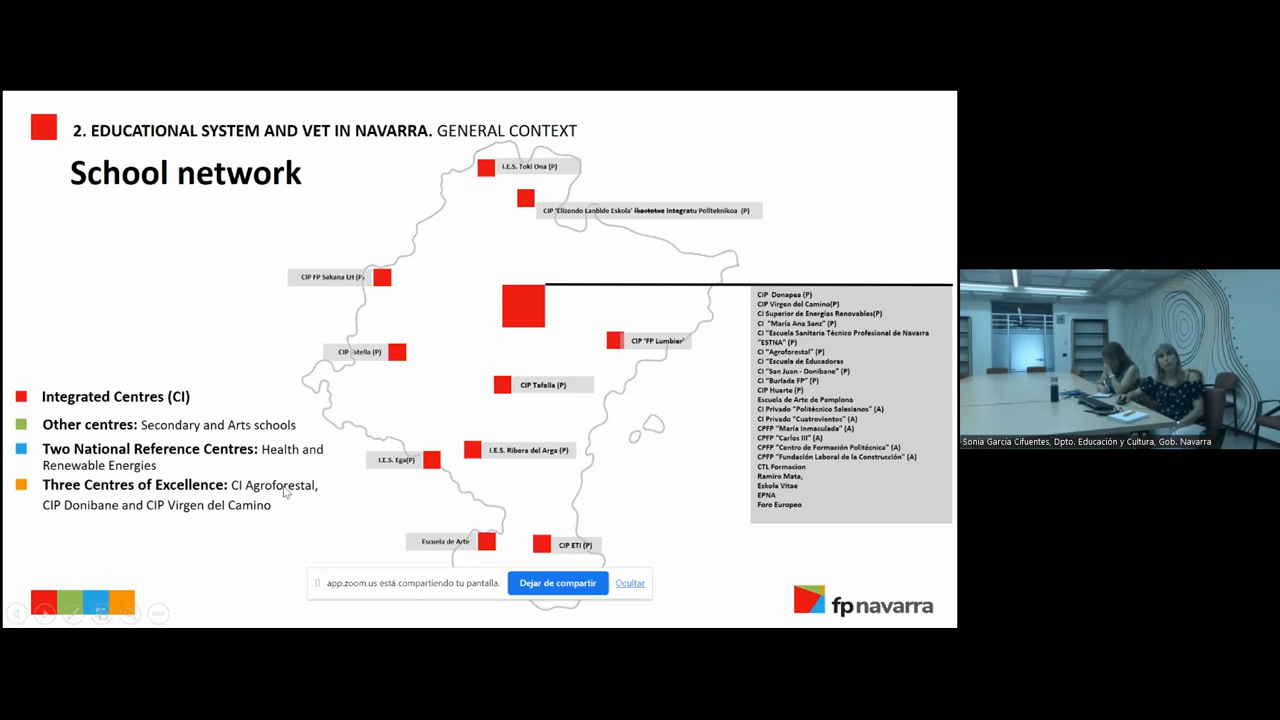 2. EDUCATIONAL SYSTEM AND VET IN NAVARRA. GENERAL CONTEXT
School network
I.E.S. Toki Ona (P)
CIP 'Elizondo Lanbide Eskola' Ikastetxe Integratu Politeknikoa (P)
CIP FP Sakana LH (P)
CIP Estella (P)
CIP 'FP Lumbier'
CIP Tafalla (P)
I.E.S. Ega(P)
I.E.S. Ribera del Arga (P)
Escuela de Arte
CIP ETI (P)
Integrated Centres (CI)
Other centres: Secondary and Arts schools
Two National Reference Centres: Health and
Renewable Energies
Three Centres of Excellence: CI Agroforestal,
CIP Donibane and CIP Virgen del Camino
CIP Donapea (P)
CIP Virgen del Camino(P)
CI Superior de Energías Renovables(P)
CI "María Ana Sanz" (P)
CI "Escuela Sanitaria Técnico Profesional de Navarra
"ESTNA" (P)
CI "Agroforestal" (P)
CI "Escuela de Educadoras
CI "San Juan - Donibane" (P)
CI "Burlada FP" (P)
CIP Huarte (P)
Escuela de Arte de Pamplona
CI Privado "Politécnico Salesianos" (A)
CI Privado "Cuatrovientos" (A)
CPFP "María Inmaculada" (A)
CPFP "Carlos III" (A)
CPFP "Centro de Formación Politécnica" (A)
CPFP "Fundación Laboral de la Construcción" (A)
CTL Formacion
Ramiro Mata,
Eskola Vitae
EPNA
Foro Europeo
app.zoom.us está compartiendo tu pantalla.
Dejar de compartir
Ocultar
fpnavarra
Sonia García Cifuentes, Dpto. Educación y Cultura, Gob. Navarra